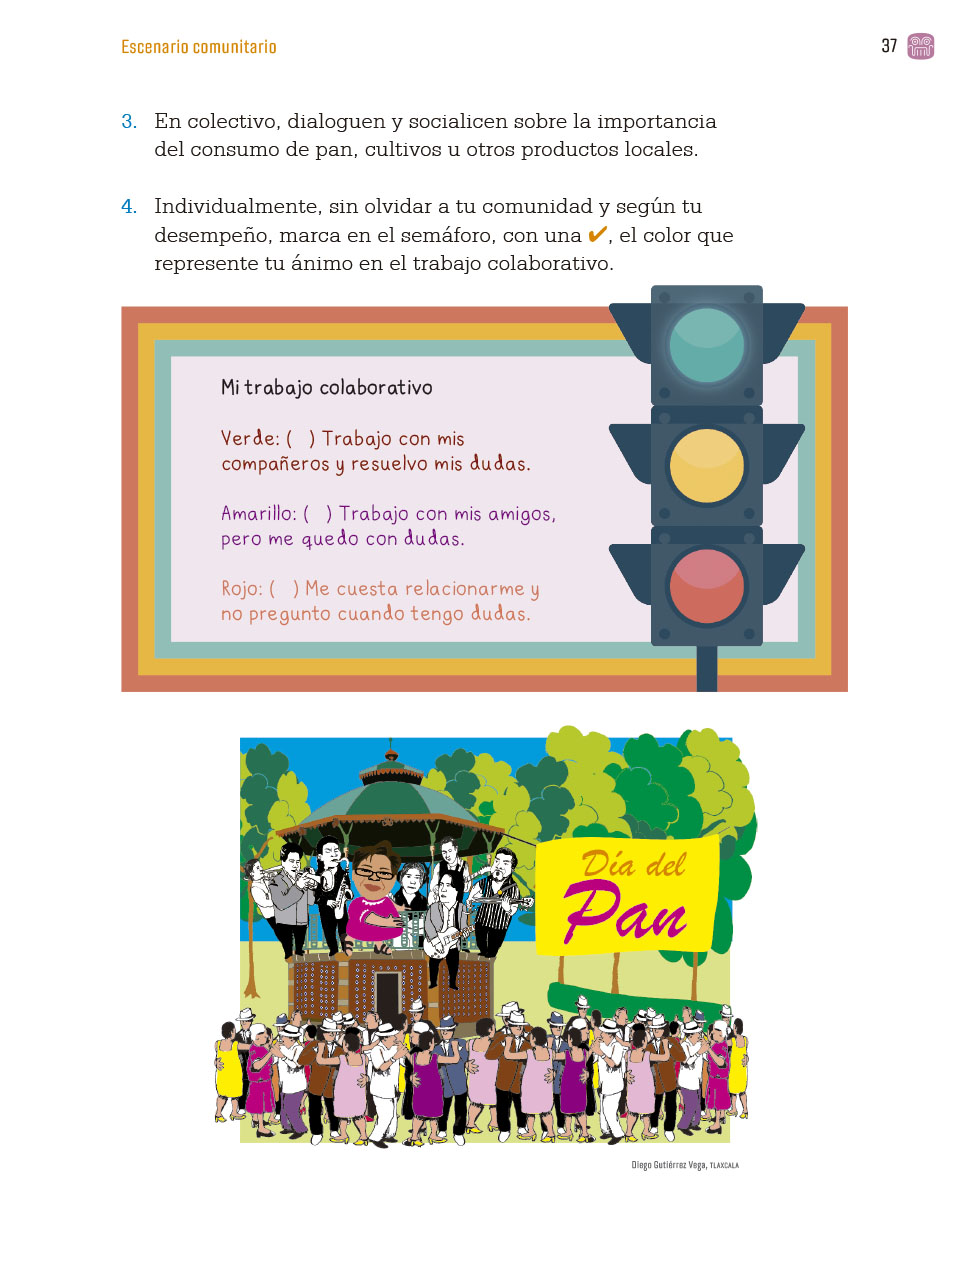 Escenario comunitario
37
3. En colectivo, dialoguen y socialicen sobre la importancia
del consumo de pan, cultivos u otros productos locales.
4. Individualmente, sin olvidar a tu comunidad y según tu
desempeño, marca en el semáforo, con una ✔, el color que
represente tu ánimo en el trabajo colaborativo.
Mi trabajo colaborativo
Verde: ( ) Trabajo con mis
compañeros y resuelvo mis dudas.
Amarillo: ( ) Trabajo con mis amigos,
pero me quedo con dudas.
Rojo: ( ) Me cuesta relacionarme y
no pregunto cuando tengo dudas.
Día del
Pan
Diego Gutiérrez Vega, TLAXCALA